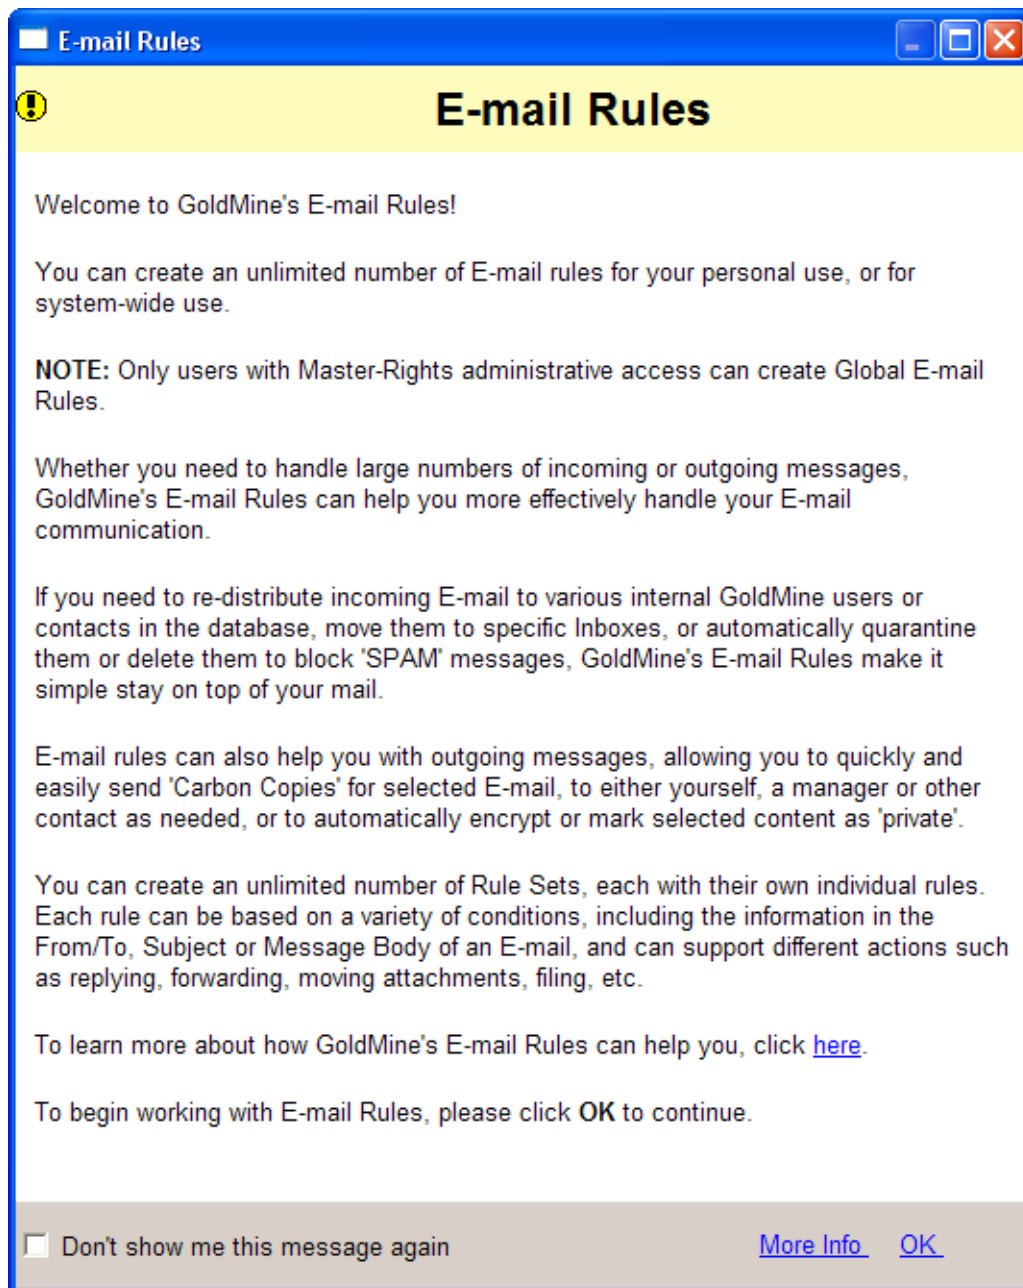 E-mail Rules
E-mail Rules
Welcome to GoldMine's E-mail Rules!
You can create an unlimited number of E-mail rules for your personal use, or for
system-wide use.
NOTE: Only users with Master-Rights administrative access can create Global E-mail
Rules.
Whether you need to handle large numbers of incoming or outgoing messages,
GoldMine's E-mail Rules can help you more effectively handle your E-mail
communication.
If you need to re-distribute incoming E-mail to various internal GoldMine users or
contacts in the database, move them to specific Inboxes, or automatically quarantine
them or delete them to block 'SPAM' messages, GoldMine's E-mail Rules make it
simple stay on top of your mail.
E-mail rules can also help you with outgoing messages, allowing you to quickly and
easily send 'Carbon Copies' for selected E-mail, to either yourself, a manager or other
contact as needed, or to automatically encrypt or mark selected content as 'private'.
You can create an unlimited number of Rule Sets, each with their own individual rules.
Each rule can be based on a variety of conditions, including the information in the
From/To, Subject or Message Body of an E-mail, and can support different actions such
as replying, forwarding, moving attachments, filing, etc.
To learn more about how GoldMine's E-mail Rules can help you, click here.
To begin working with E-mail Rules, please click OK to continue.
Don't show me this message again More Info OK